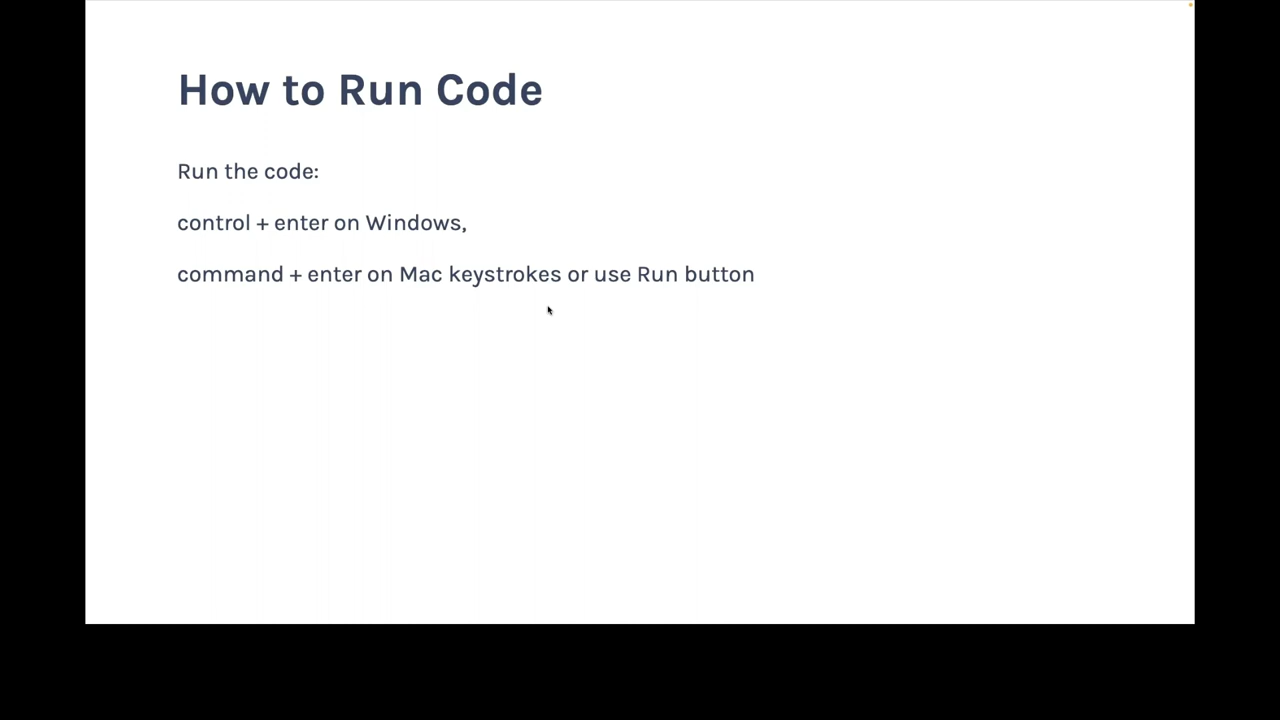 How to Run Code
Run the code:
control + enter on Windows,
command + enter on Mac keystrokes or use Run button